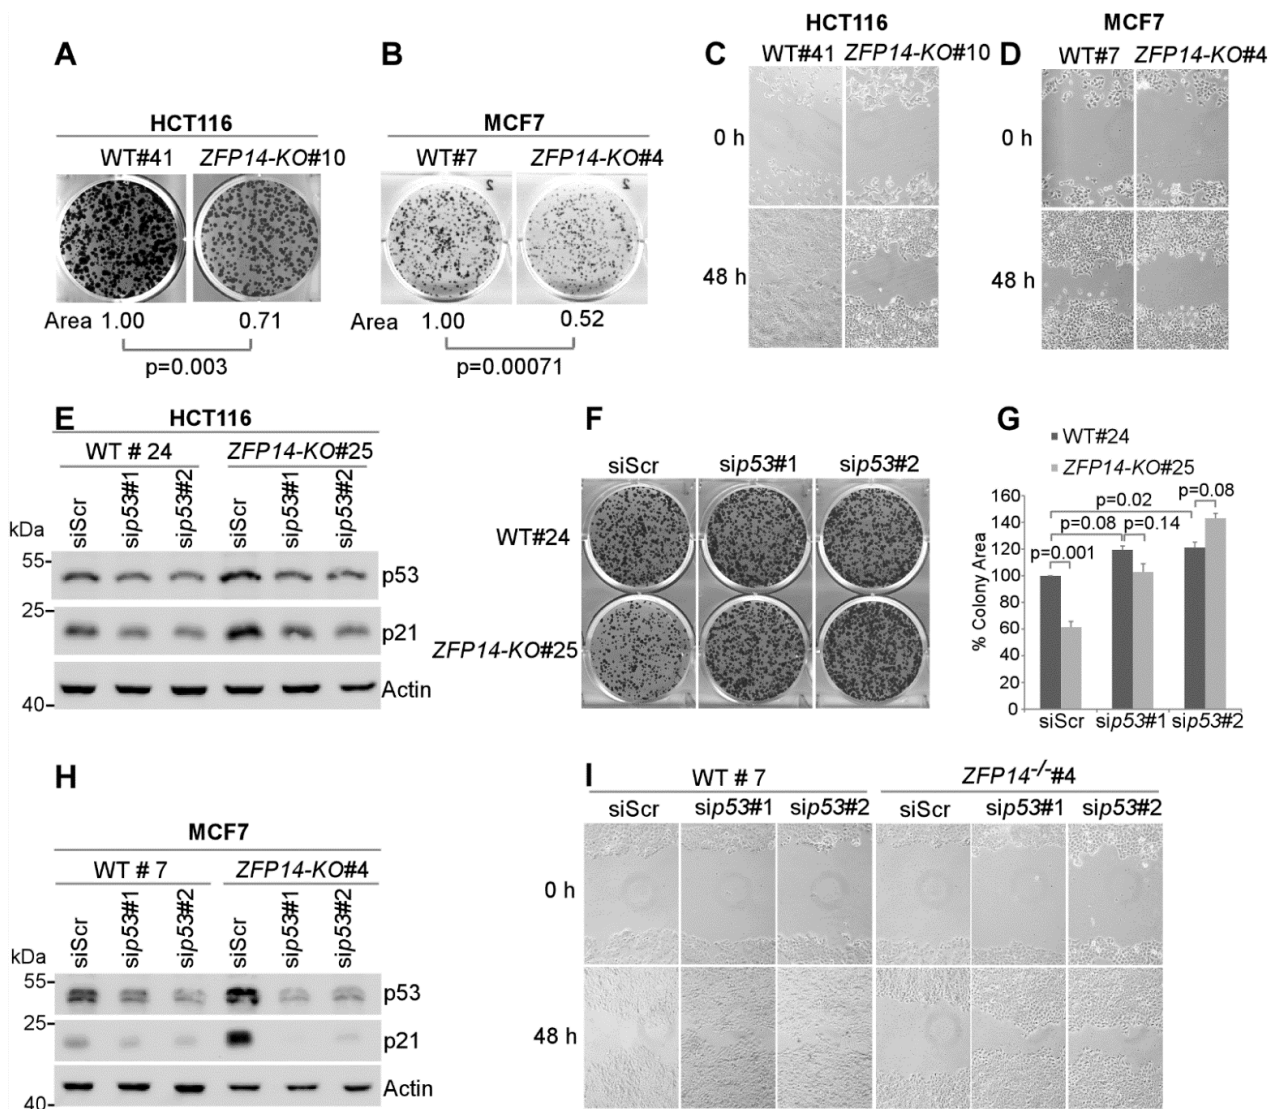 A
HCT116
WT#41 ZFP14-KO#10
Area 1.00 0.71
p=0.003
B
MCF7
WT#7 ZFP14-KO#4
2 2
Area 1.00 0.52
p=0.00071
C
HCT116
WT#41 ZFP14-KO#10
0 h
48 h
D
MCF7
WT#7 ZFP14-KO#4
0 h
48 h
E
HCT116
WT # 24 ZFP14-KO#25
siScr sip53#1 sip53#2 siScr sip53#1 sip53#2
kDa
55
p53
25
p21
Actin
40
F
siScr sip53#1 sip53#2
WT#24
ZFP14-KO#25
G
WT#24
ZFP14-KO#25
% Colony Area
160
140
120
100
80
60
40
20
0
p=0.08
p=0.02
p=0.08 p=0.14
p=0.001
siScr sip53#1 sip53#2
H
MCF7
WT # 7 ZFP14-KO#4
siScr sip53#1 sip53#2 siScr sip53#1 sip53#2
kDa
55
p53
25
p21
Actin
40
I
WT # 7 ZFP14-/-#4
siScr sip53#1 sip53#2 siScr sip53#1 sip53#2
0 h
48 h